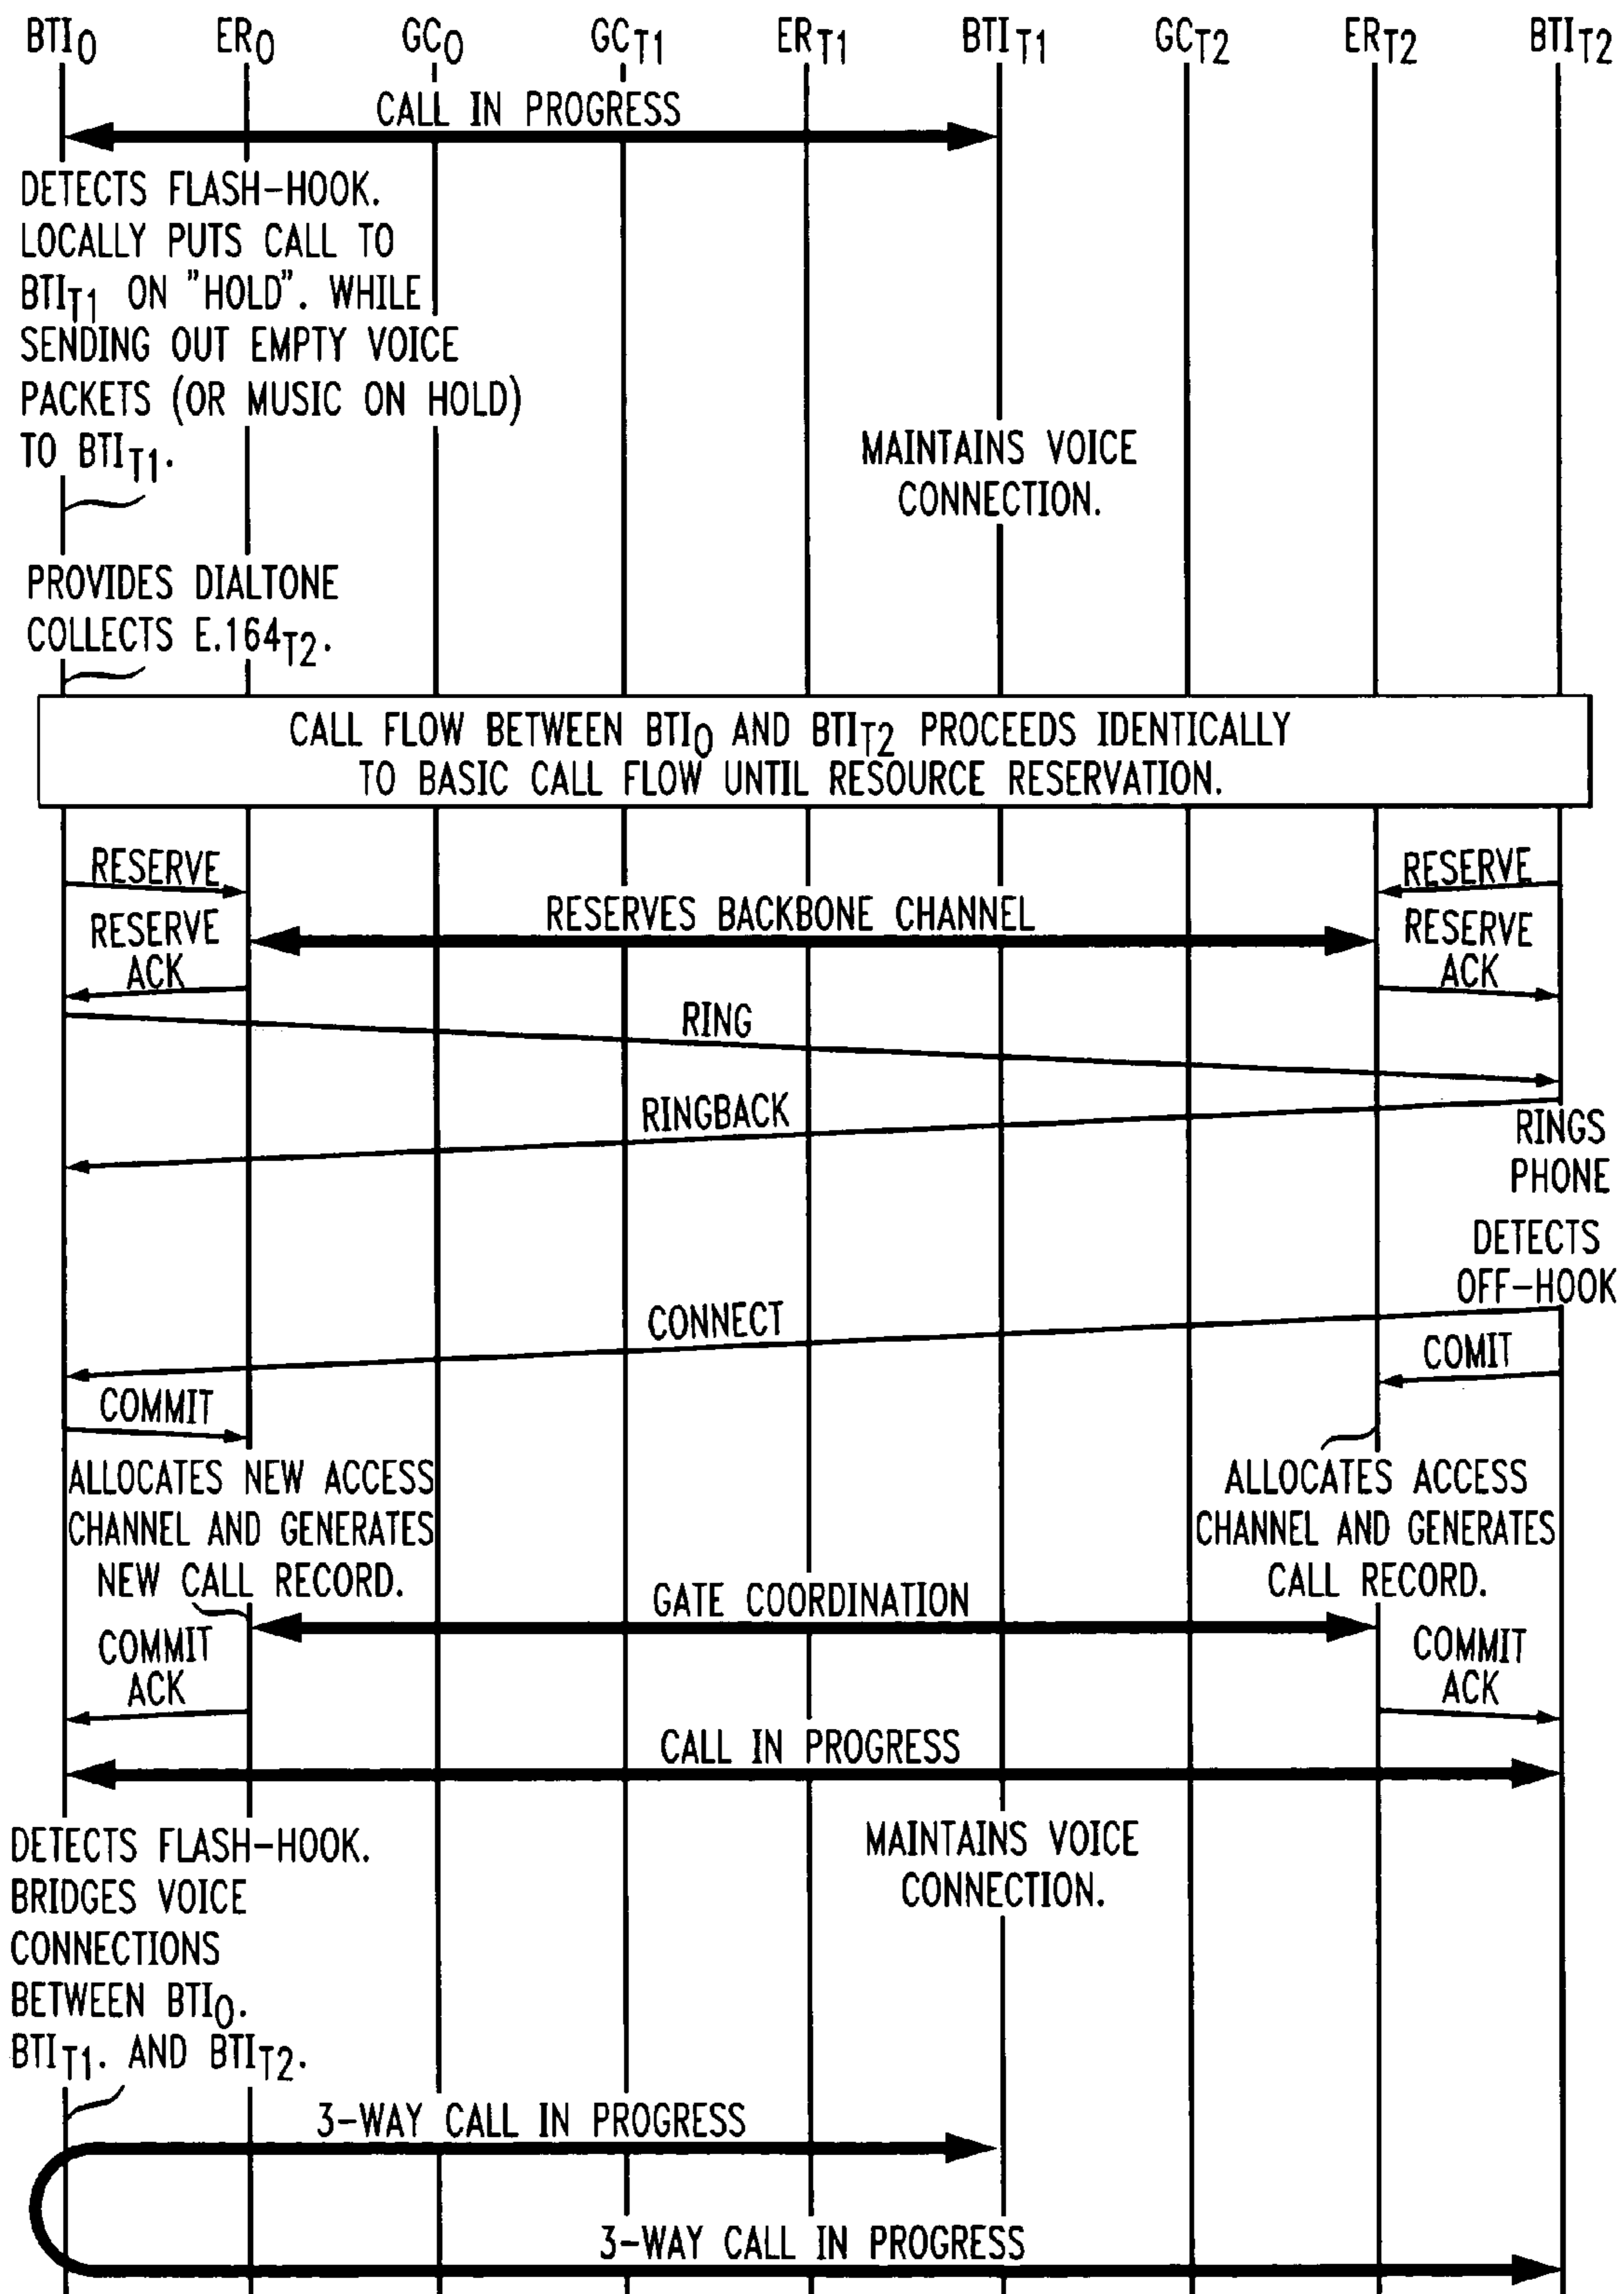 BTIO ERO GCO GCT1 ERT1 BTIT1 GCT2 ERT2 BTIT2
CALL IN PROGRESS
DETECTS FLASH-HOOK.
LOCALLY PUTS CALL TO
BTIT1 ON "HOLD". WHILE
SENDING OUT EMPTY VOICE
PACKETS (OR MUSIC ON HOLD)
TO BTIT1.
MAINTAINS VOICE
CONNECTION.
PROVIDES DIALTONE
COLLECTS E.164T2.
CALL FLOW BETWEEN BTIO AND BTIT2 PROCEEDS IDENTICALLY
TO BASIC CALL FLOW UNTIL RESOURCE RESERVATION.
RESERVE
RESERVE
RESERVES BACKBONE CHANNEL
RESERVE
ACK
RESERVE
ACK
RING
RINGBACK
RINGS
PHONE
DETECTS
OFF-HOOK
CONNECT
COMIT
COMMIT
ALLOCATES NEW ACCESS
CHANNEL AND GENERATES
NEW CALL RECORD.
ALLOCATES ACCESS
CHANNEL AND GENERATES
CALL RECORD.
GATE COORDINATION
COMMIT
ACK
COMMIT
ACK
CALL IN PROGRESS
DETECTS FLASH-HOOK.
BRIDGES VOICE
CONNECTIONS
BETWEEN BTIO.
BTIT1. AND BTIT2.
MAINTAINS VOICE
CONNECTION.
3-WAY CALL IN PROGRESS
3-WAY CALL IN PROGRESS